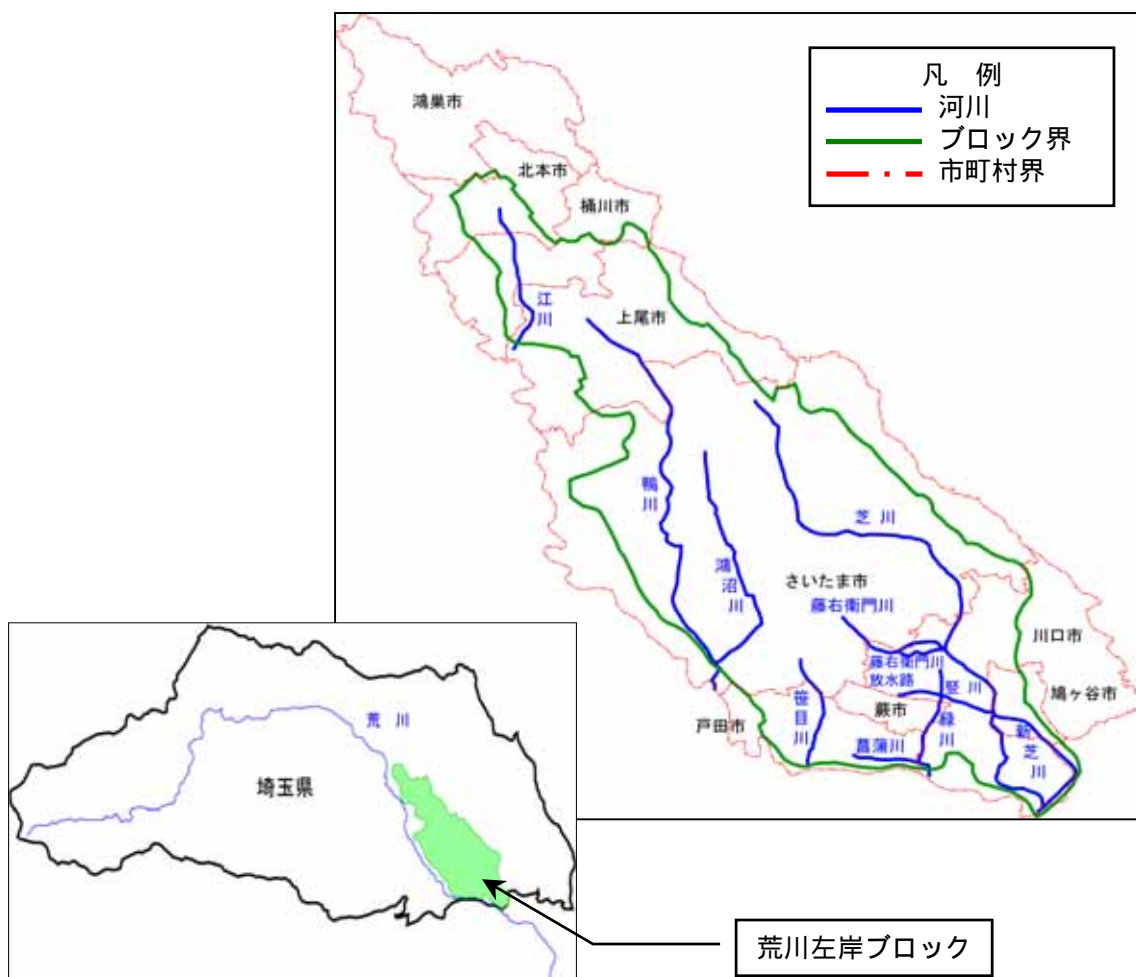 凡 例
河川
ブロック界
市町村界
鴻巣市
北本市
桶川市
江川
上尾市
鴨川
鴻沼川
芝 川
さいたま市
藤右衛門川
川口市
藤右衛門川
放水路
竪川
鳩ヶ谷市
笹目川
蕨市
緑川
戸田市
菖蒲川
新芝川
荒 川
埼玉県
荒川左岸ブロック